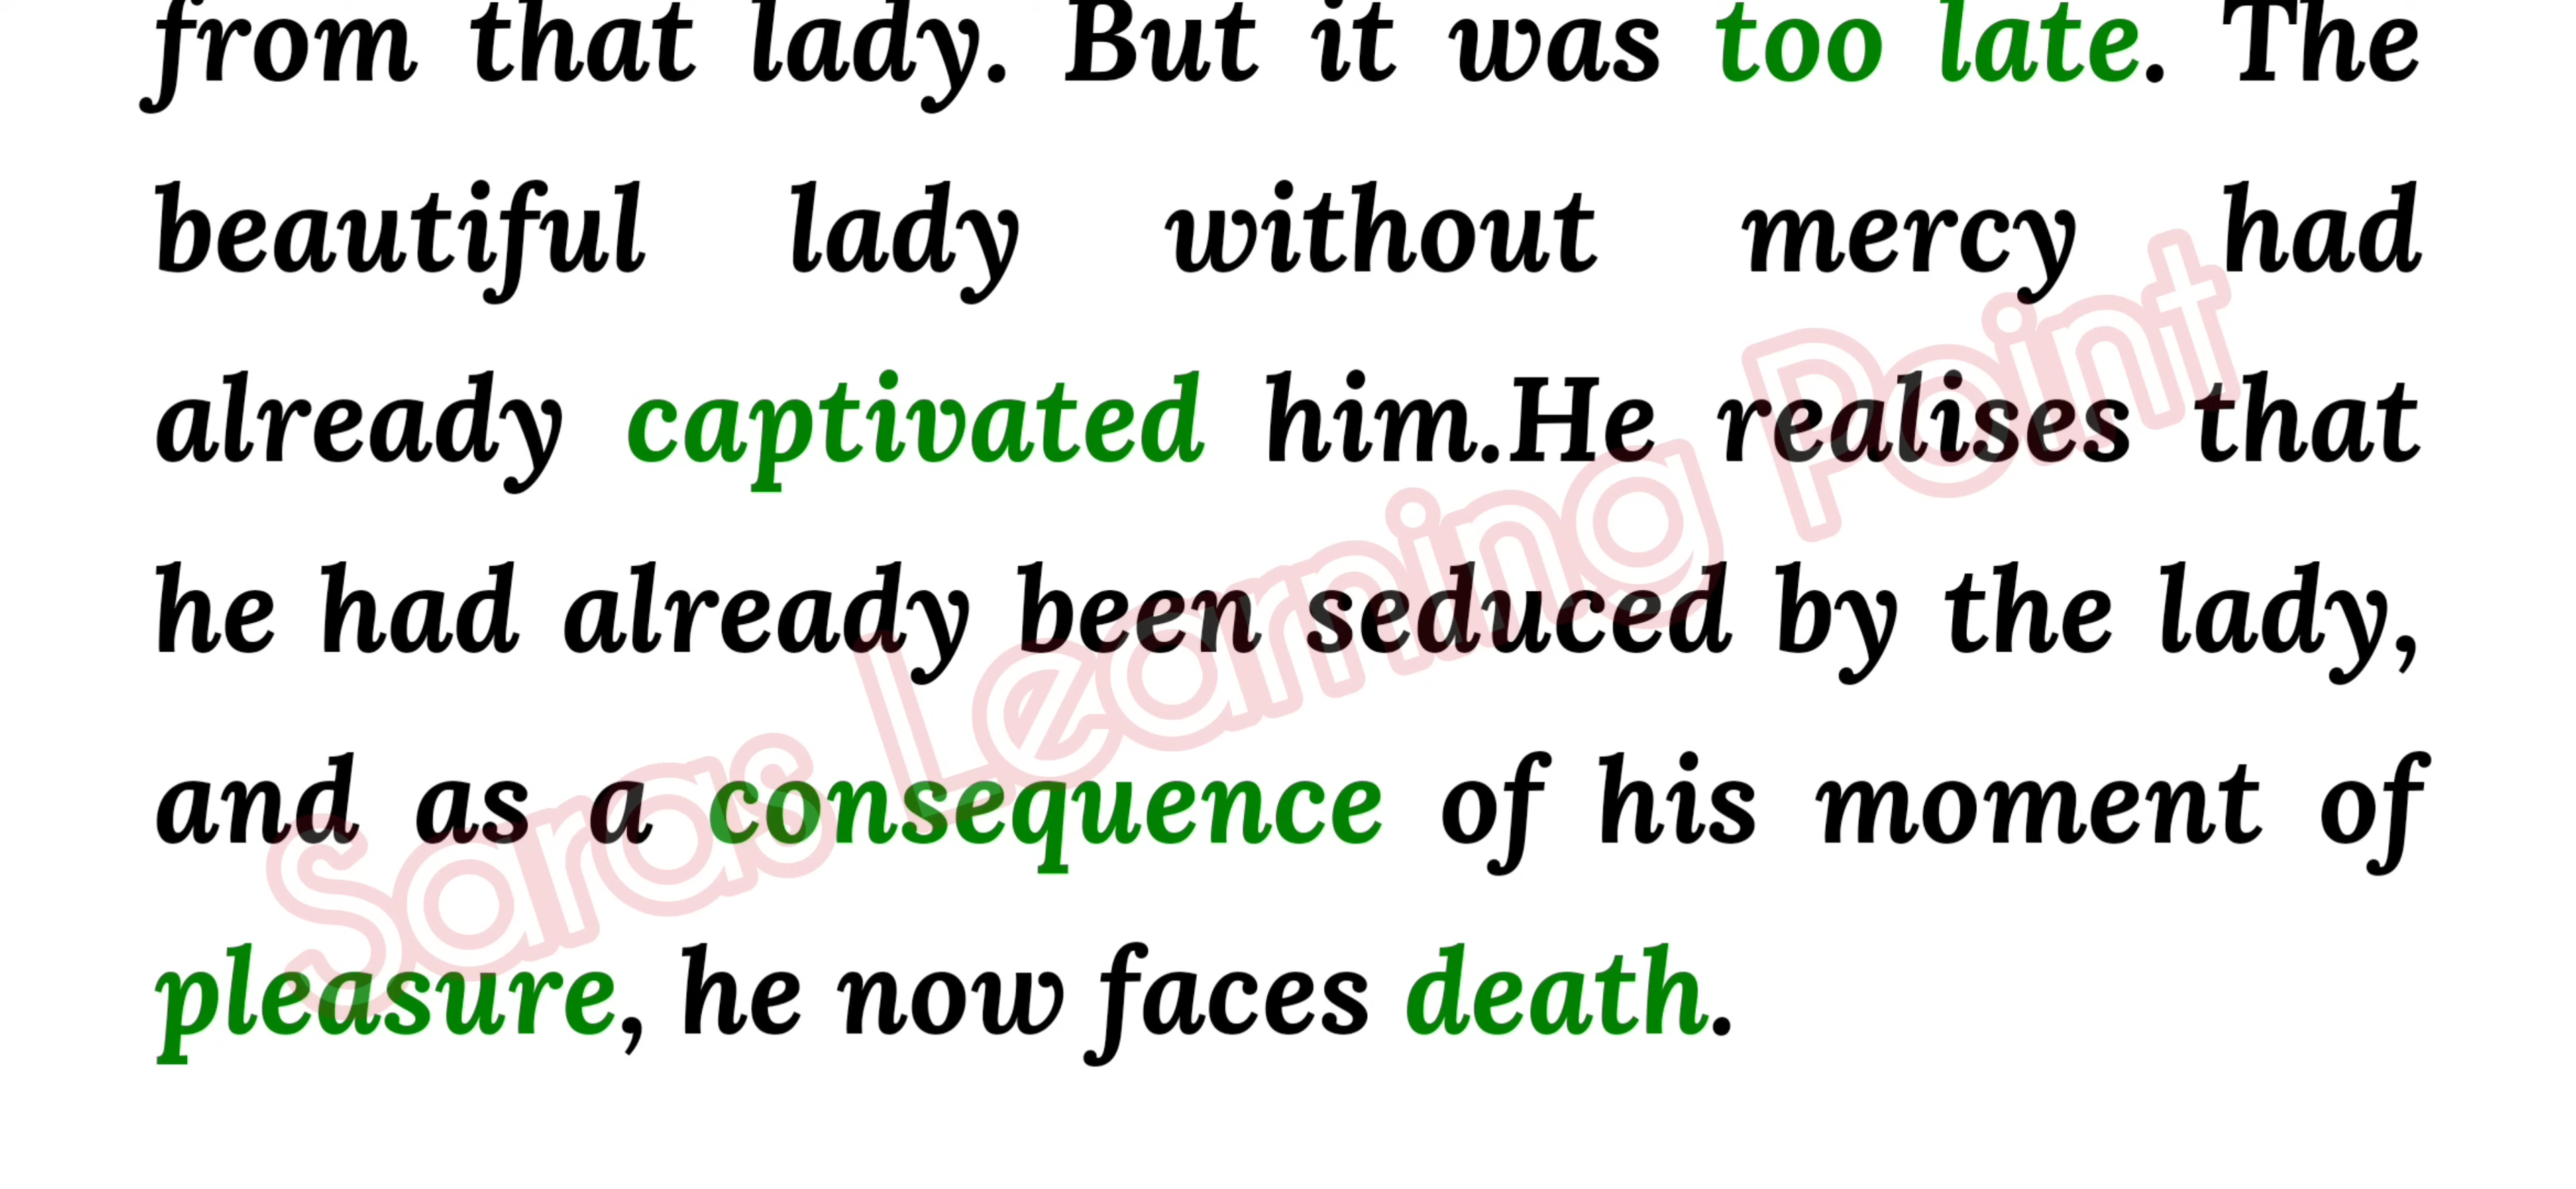 from that lady. But it was too late. The
beautiful lady without mercy had
already captivated him.He realises that
he had already been seduced by the lady,
and as a consequence of his moment of
pleasure, he now faces death.
Saras Learning Point